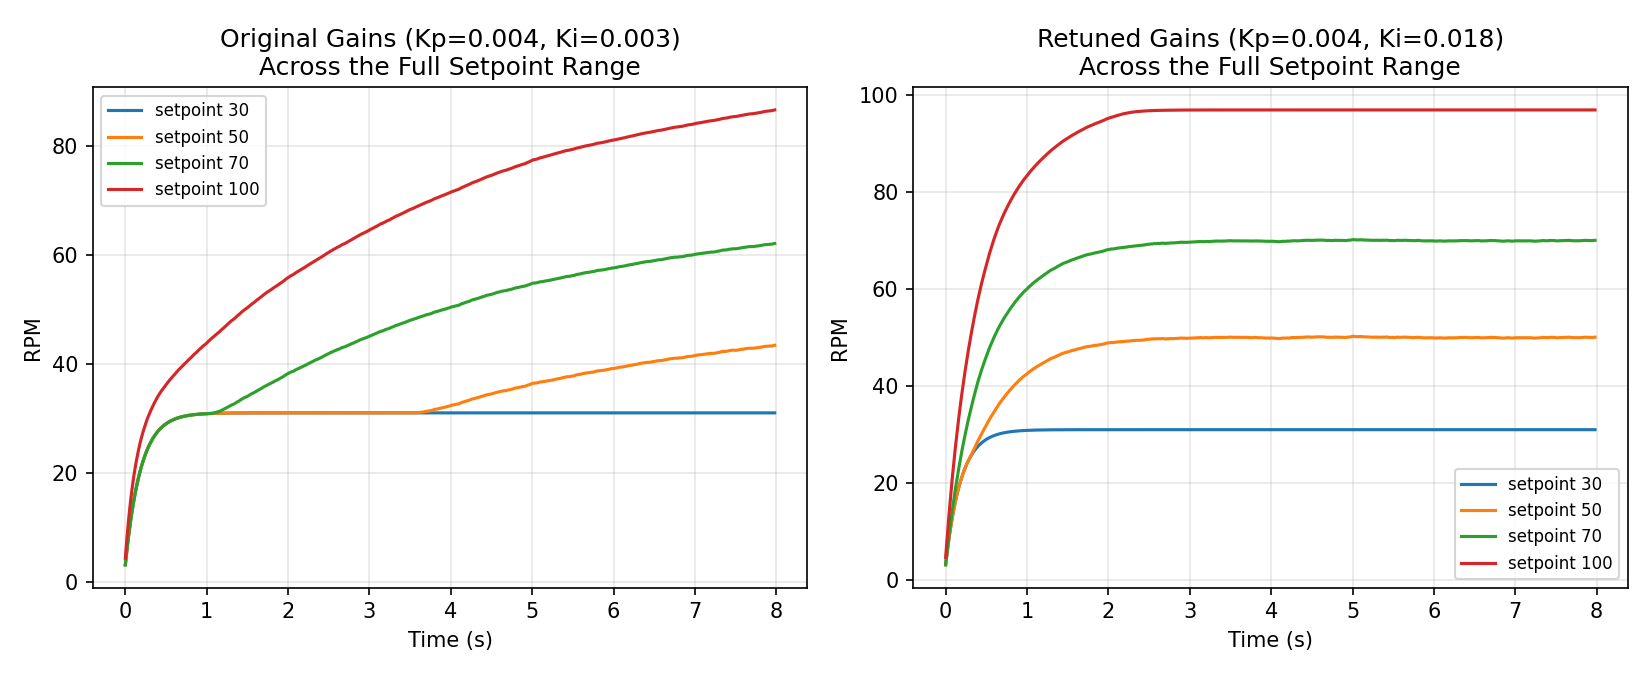 Original Gains (Kp=0.004, Ki=0.003)
Across the Full Setpoint Range
setpoint 30
setpoint 50
setpoint 70
setpoint 100
80
60
40
20
0
RPM
0 1 2 3 4 5 6 7 8
Time (s)
Retuned Gains (Kp=0.004, Ki=0.018)
Across the Full Setpoint Range
100
80
60
40
20
0
RPM
setpoint 30
setpoint 50
setpoint 70
setpoint 100
0 1 2 3 4 5 6 7 8
Time (s)